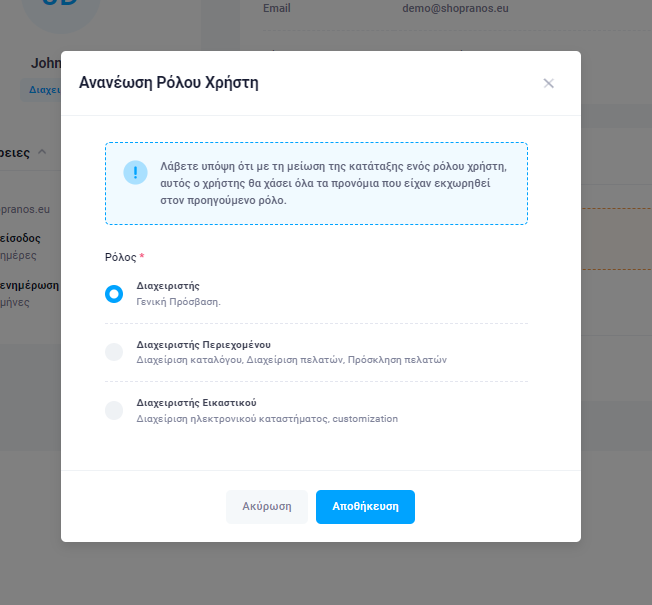 Email
demo@shopranos.eu
John
Διαχει
Ανανέωση Ρόλου Χρήστη
Λάβετε υπόψη ότι με τη μείωση της κατάταξης ενός ρόλου χρήστη,
αυτός ο χρήστης θα χάσει όλα τα προνόμια που είχαν εκχωρηθεί
στον προηγούμενο ρόλο.
ρειες
pranos.eu
είσοδος
ημέρες
ενημέρωση
μήνες
Ρόλος *
Διαχειριστής
Γενική Πρόσβαση.
Διαχειριστής Περιεχομένου
Διαχείριση καταλόγου, Διαχείριση πελατών, Πρόσκληση πελατών
Διαχειριστής Εικαστικού
Διαχείριση ηλεκτρονικού καταστήματος, customization
Ακύρωση
Αποθήκευση